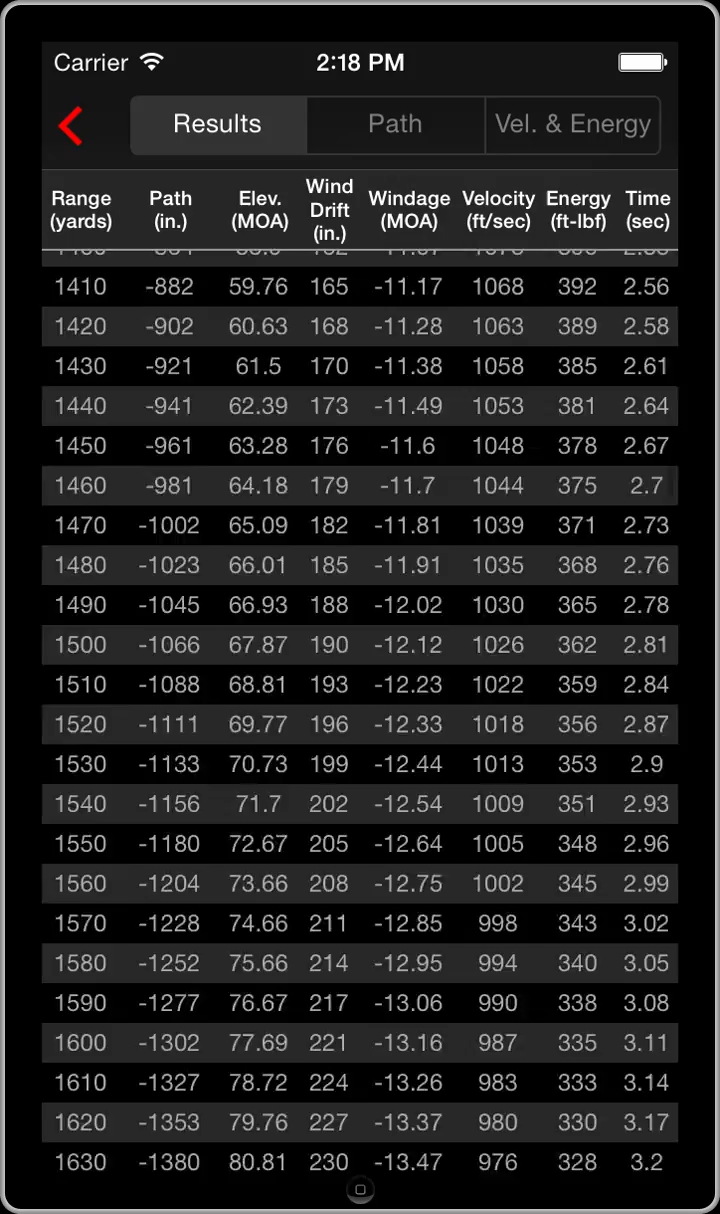 Carrier 2:18 PM
Results Path Vel. & Energy
Range (yards) Path (in.) Elev. (MOA) Wind Drift (in.) Windage (MOA) Velocity (ft/sec) Energy (ft-lbf) Time (sec)
1410 -882 59.76 165 -11.17 1068 392 2.56
1420 -902 60.63 168 -11.28 1063 389 2.58
1430 -921 61.5 170 -11.38 1058 385 2.61
1440 -941 62.39 173 -11.49 1053 381 2.64
1450 -961 63.28 176 -11.6 1048 378 2.67
1460 -981 64.18 179 -11.7 1044 375 2.7
1470 -1002 65.09 182 -11.81 1039 371 2.73
1480 -1023 66.01 185 -11.91 1035 368 2.76
1490 -1045 66.93 188 -12.02 1030 365 2.78
1500 -1066 67.87 190 -12.12 1026 362 2.81
1510 -1088 68.81 193 -12.23 1022 359 2.84
1520 -1111 69.77 196 -12.33 1018 356 2.87
1530 -1133 70.73 199 -12.44 1013 353 2.9
1540 -1156 71.7 202 -12.54 1009 351 2.93
1550 -1180 72.67 205 -12.64 1005 348 2.96
1560 -1204 73.66 208 -12.75 1002 345 2.99
1570 -1228 74.66 211 -12.85 998 343 3.02
1580 -1252 75.66 214 -12.95 994 340 3.05
1590 -1277 76.67 217 -13.06 990 338 3.08
1600 -1302 77.69 221 -13.16 987 335 3.11
1610 -1327 78.72 224 -13.26 983 333 3.14
1620 -1353 79.76 227 -13.37 980 330 3.17
1630 -1380 80.81 230 -13.47 976 328 3.2